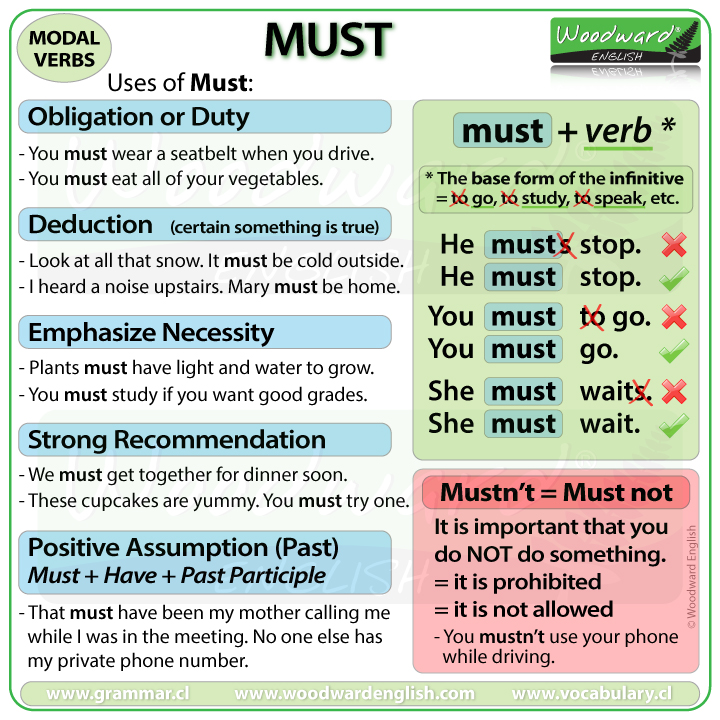 MODAL
VERBS
MUST
Woodward®
ENGLISH
Uses of Must:
Obligation or Duty
- You must wear a seatbelt when you drive.
- You must eat all of your vegetables.
Deduction (certain something is true)
- Look at all that snow. It must be cold outside.
- I heard a noise upstairs. Mary must be home.
Emphasize Necessity
- Plants must have light and water to grow.
- You must study if you want good grades.
Strong Recommendation
- We must get together for dinner soon.
- These cupcakes are yummy. You must try one.
Positive Assumption (Past)
Must + Have + Past Participle
- That must have been my mother calling me
while I was in the meeting. No one else has
my private phone number.
must + verb *
* The base form of the infinitive
= to go, to study, to speak, etc.
He musts stop.
He must stop.
You must to go.
You must go.
She must waits.
She must wait.
Mustn't = Must not
It is important that you
do NOT do something.
= it is prohibited
= it is not allowed
- You mustn't use your phone
while driving.
© Woodward English
www.grammar.cl www.woodwardenglish.com www.vocabulary.cl